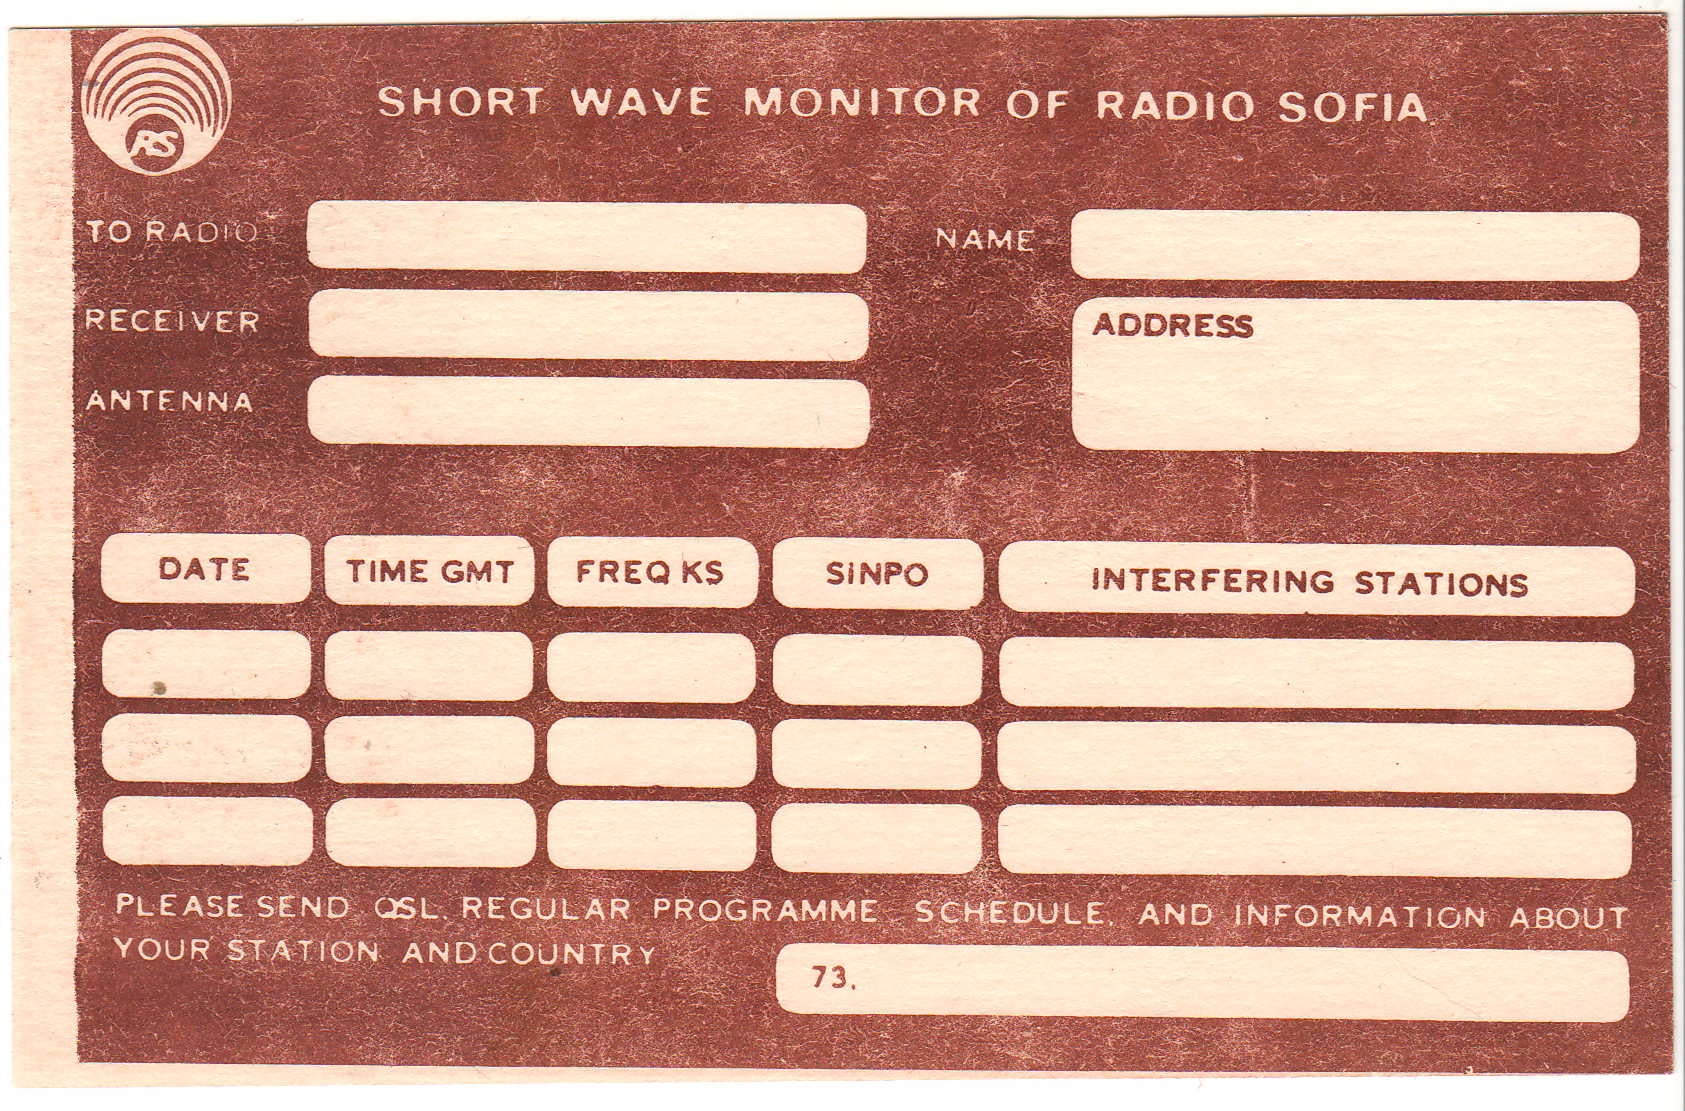 RS
SHORT WAVE MONITOR OF RADIO SOFIA
TO RADIO
NAME
RECEIVER
ADDRESS
ANTENNA
DATE TIME GMT FREQ KS SINPO INTERFERING STATIONS
PLEASE SEND QSL, REGULAR PROGRAMME SCHEDULE, AND INFORMATION ABOUT
YOUR STATION AND COUNTRY
73.